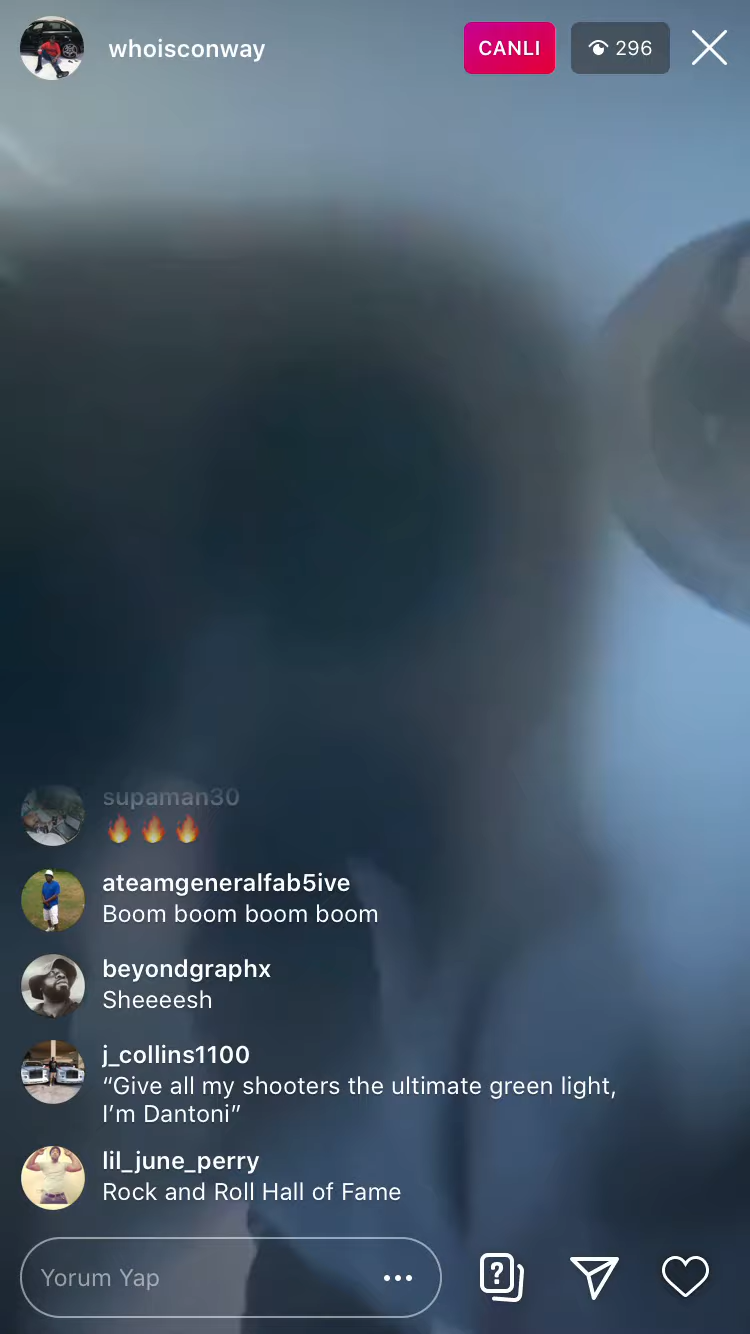 whoisconway
CANLI
296
supaman30
🔥🔥🔥
ateamgeneralfab5ive
Boom boom boom boom
beyondgraphx
Sheeeesh
j_collins1100
“Give all my shooters the ultimate green light,
I’m Dantoni”
lil_june_perry
Rock and Roll Hall of Fame
Yorum Yap